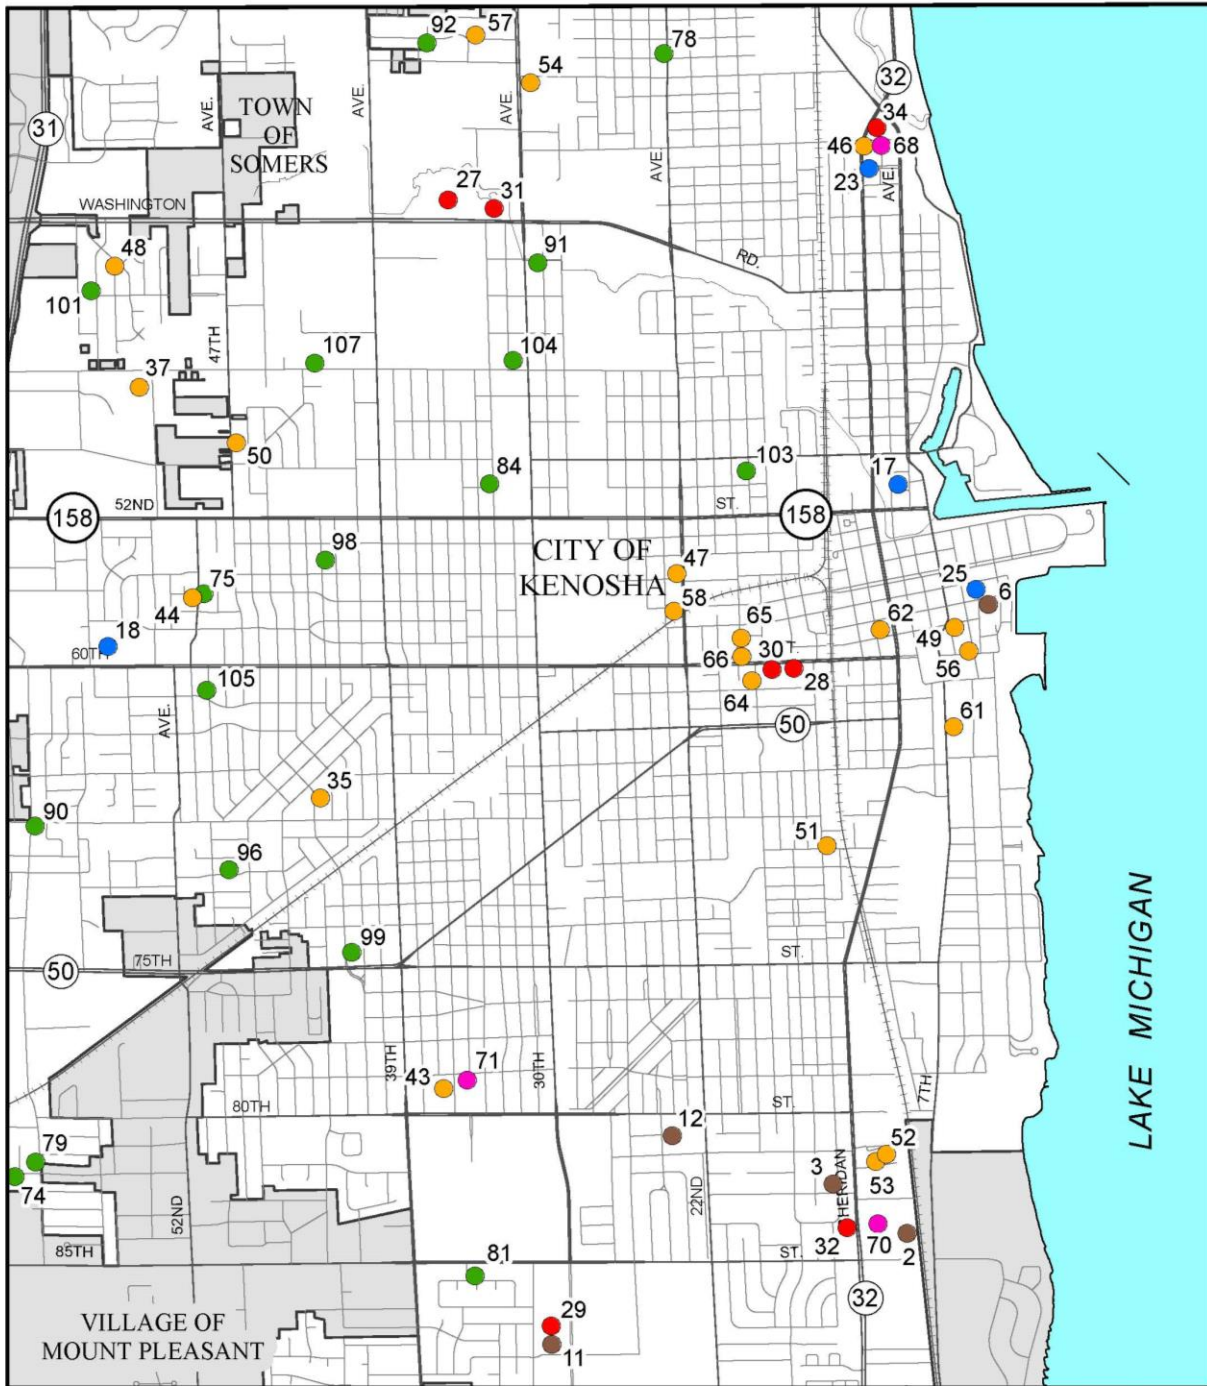 92
57
78
54
32
AVE.
AVE.
AVE.
TOWN
OF
SOMERS
31
34
46
68
AVE.
23
AVE.
27
31
WASHINGTON
48
91
RD.
101
107
104
47TH
37
50
84
103
17
52ND
ST.
158
158
98
CITY OF
KENOSHA
47
25
6
75
44
58
65
62
49
18
60TH
30
T.
66
56
105
64
28
61
AVE.
50
35
90
51
96
LAKE MICHIGAN
99
75TH
ST.
50
39TH
43
71
30TH
7TH
80TH
ST.
12
52
79
3
53
74
52ND
22ND
HERIDAN
85TH
ST.
32
70
2
81
32
29
VILLAGE OF
MOUNT PLEASANT
11